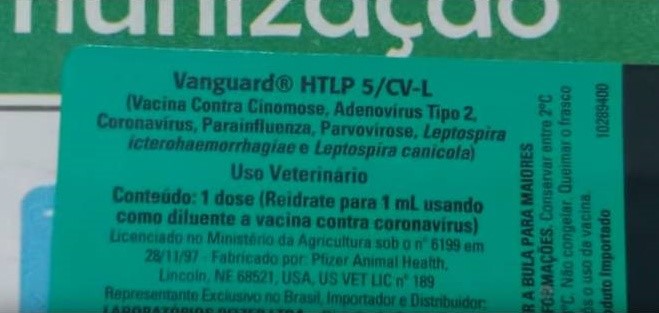 nunização
Vanguard® HTLP 5/CV-L
(Vacina Contra Cinomose, Adenovirus Tipo 2,
Coronavírus, Parainfluenza, Parvovirose, Leptospira
icterohaemorrhagiae e Leptospira canicola)
Uso Veterinário
Conteúdo: 1 dose (Reidrate para 1 mL usando
como diluente a vacina contra coronavírus)
Licenciado no Ministério da Agricultura sob o nº 6199 em
28/11/97 - Fabricado por: Pfizer Animal Health,
Lincoln, NE 68521, USA. US VET LIC nº 189
Representante Exclusivo no Brasil, Importador e Distribuidor:
R A BULA PARA MAIORES
FORMAÇÕES. Conservar entre 2ºC
ºC. Não congelar. Queimar o frasco
ós o uso da vacina.
oduto Importado
10289400